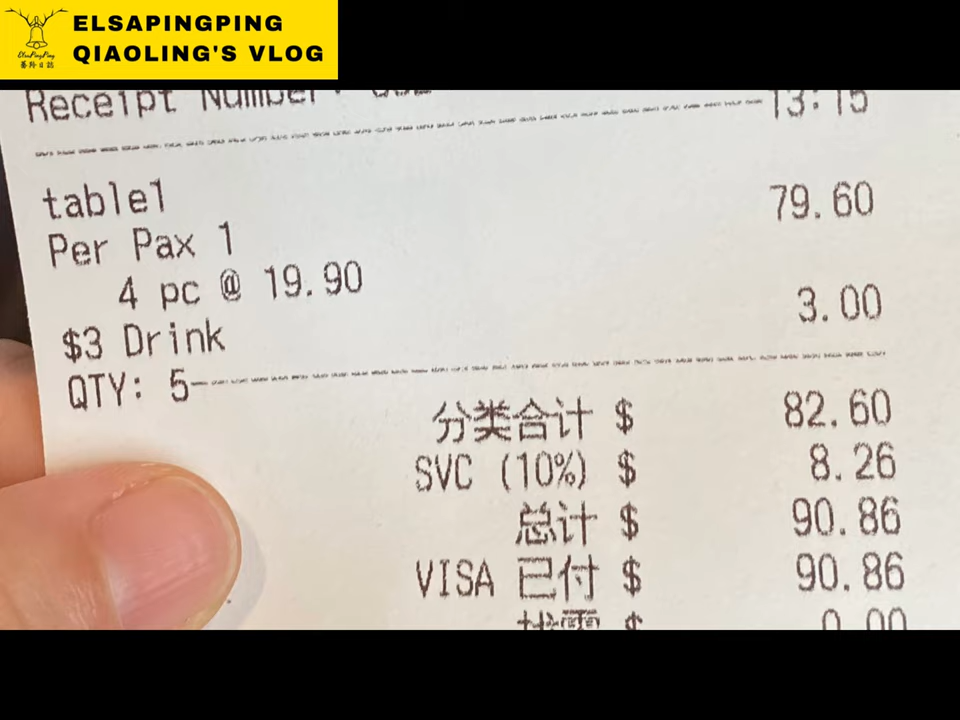 ELSAPINGPING
QIAOLING'S VLOG
ElsaPingPing
Receipt Number:
13:15
table1 79.60
Per Pax 1
4 pc @ 19.90
$3 Drink 3.00
QTY: 5
分类合计 $ 82.60
SVC (10%) $ 8.26
总计 $ 90.86
VISA 已付 $ 90.86
找零 $ 0.00